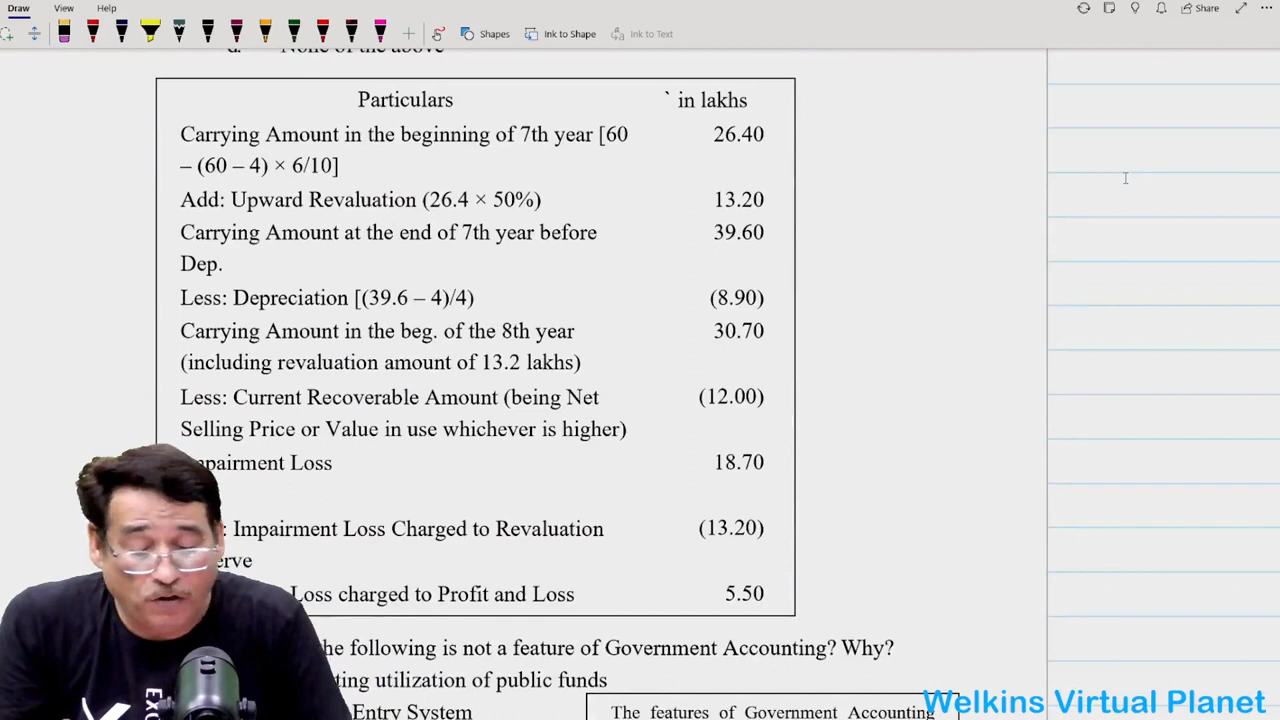 Draw View Help
Share
Shapes Ink to Shape Ink to Text
d. None of the above
Particulars ` in lakhs
Carrying Amount in the beginning of 7th year [60 26.40
– (60 – 4) × 6/10]
Add: Upward Revaluation (26.4 × 50%) 13.20
Carrying Amount at the end of 7th year before 39.60
Dep.
Less: Depreciation [(39.6 – 4)/4) (8.90)
Carrying Amount in the beg. of the 8th year 30.70
(including revaluation amount of 13.2 lakhs)
Less: Current Recoverable Amount (being Net (12.00)
Selling Price or Value in use whichever is higher)
mpairment Loss 18.70
: Impairment Loss Charged to Revaluation (13.20)
erve
Loss charged to Profit and Loss 5.50
he following is not a feature of Government Accounting? Why?
ting utilization of public funds
Entry System
The features of Government Accounting
EXC
Welkins Virtual Planet